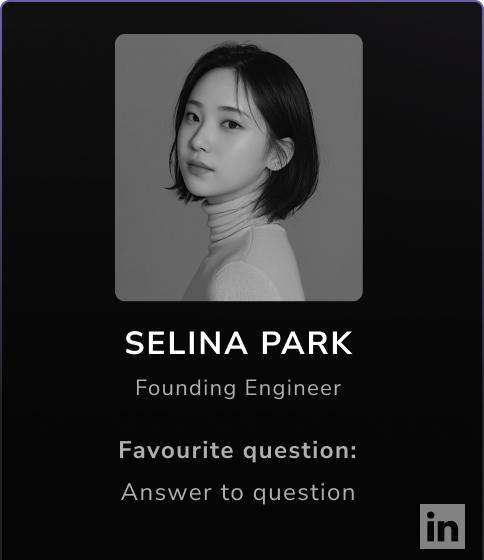 SELINA PARK
Founding Engineer
Favourite question:
Answer to question
in